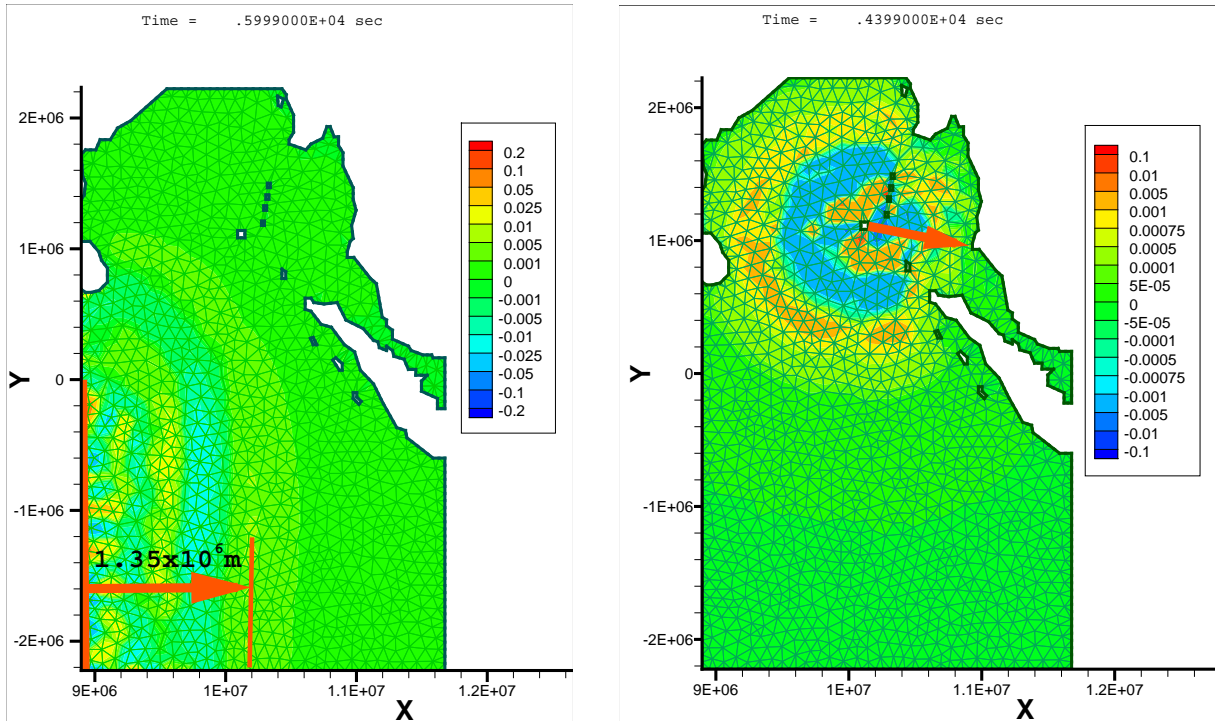 Time =    .5999000E+04 sec
2E+06
1E+06
0
-1E+06
-2E+06
Y
9E+06
1E+07
1.1E+07
1.2E+07
X
1.35x10⁶m
0.2
0.1
0.05
0.025
0.01
0.005
0.001
0
-0.001
-0.005
-0.01
-0.025
-0.05
-0.1
-0.2
Time =    .4399000E+04 sec
2E+06
1E+06
0
-1E+06
-2E+06
Y
9E+06
1E+07
1.1E+07
1.2E+07
X
0.1
0.01
0.005
0.001
0.00075
0.0005
0.0001
5E-05
0
-5E-05
-0.0001
-0.0005
-0.00075
-0.001
-0.005
-0.01
-0.1